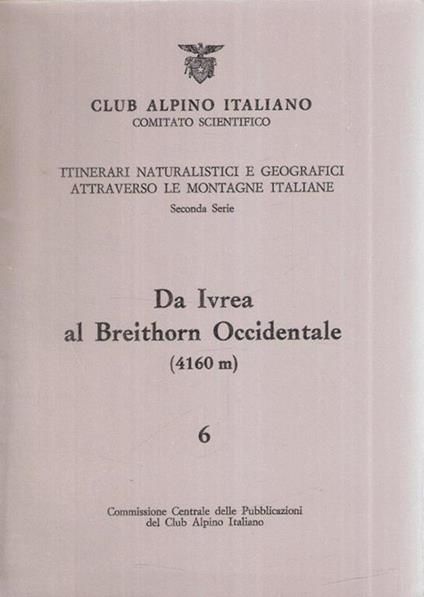 CLUB ALPINO ITALIANO
COMITATO SCIENTIFICO
ITINERARI NATURALISTICI E GEOGRAFICI
ATTRAVERSO LE MONTAGNE ITALIANE
Seconda Serie
Da Ivrea
al Breithorn Occidentale
(4160 m)
6
Commissione Centrale delle Pubblicazioni
del Club Alpino Italiano